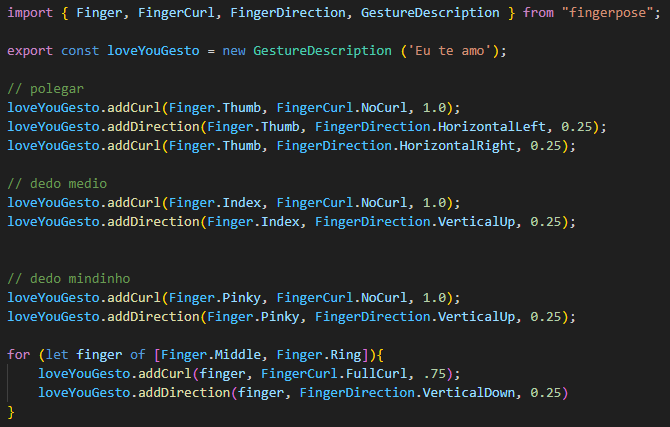 import { Finger, FingerCurl, FingerDirection, GestureDescription } from "fingerpose";
export const loveYouGesto = new GestureDescription ('Eu te amo');
// polegar
loveYouGesto.addCurl(Finger.Thumb, FingerCurl.NoCurl, 1.0);
loveYouGesto.addDirection(Finger.Thumb, FingerDirection.HorizontalLeft, 0.25);
loveYouGesto.addCurl(Finger.Thumb, FingerDirection.HorizontalRight, 0.25);
// dedo medio
loveYouGesto.addCurl(Finger.Index, FingerCurl.NoCurl, 1.0);
loveYouGesto.addDirection(Finger.Index, FingerDirection.VerticalUp, 0.25);
// dedo mindinho
loveYouGesto.addCurl(Finger.Pinky, FingerCurl.NoCurl, 1.0);
loveYouGesto.addDirection(Finger.Pinky, FingerDirection.VerticalUp, 0.25);
for (let finger of [Finger.Middle, Finger.Ring]){
loveYouGesto.addCurl(finger, FingerCurl.FullCurl, .75);
loveYouGesto.addDirection(finger, FingerDirection.VerticalDown, 0.25)
}